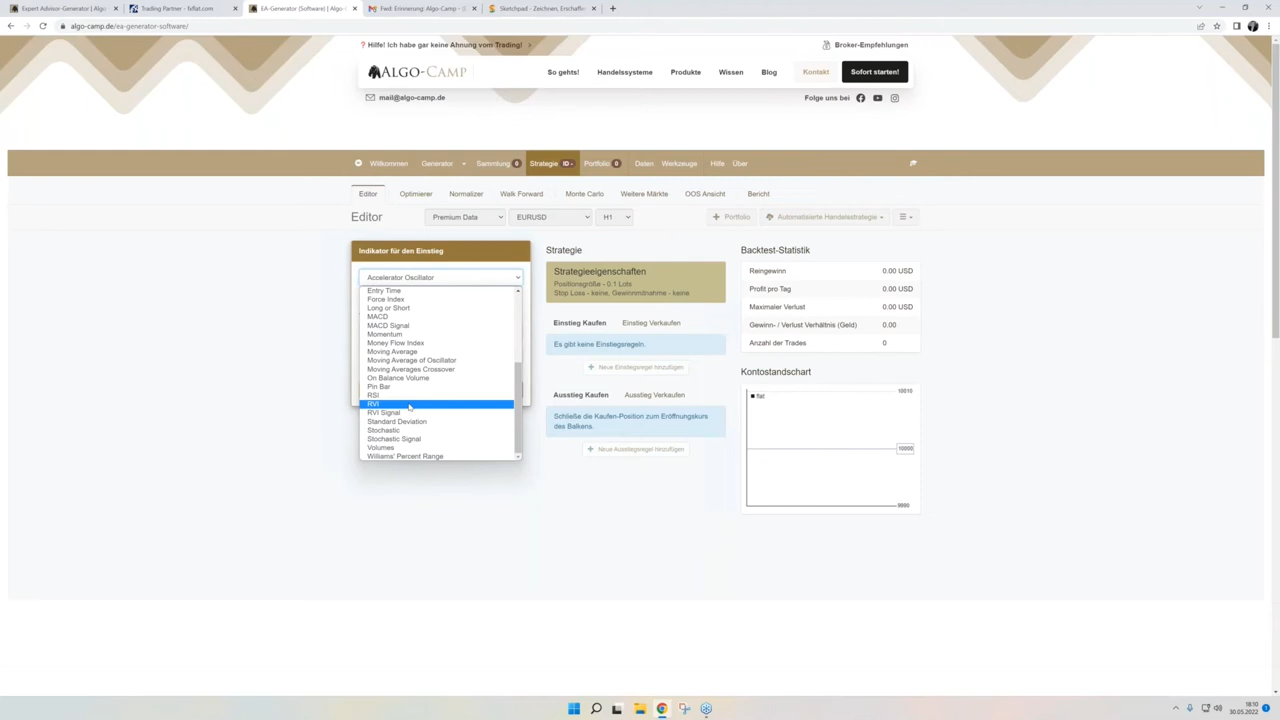 Expert Advisor-Generator | Algo
Trading Partner - fxflat.com
EA-Generator (Software) | Algo-
Fwd: Erinnerung: Algo-Camp - (
Sketchpad - Zeichnen, Erschaffe
algo-camp.de/ea-generator-software/
Hilfe! Ich habe gar keine Ahnung vom Trading! >
Broker-Empfehlungen
ALGO-CAMP
So gehts!
Handelssysteme
Produkte
Wissen
Blog
Kontakt
Sofort starten!
mail@algo-camp.de
Folge uns bei
Willkommen
Generator
Sammlung 0
Strategie ID -
Portfolio 0
Daten
Werkzeuge
Hilfe
Über
Editor
Optimierer
Normalizer
Walk Forward
Monte Carlo
Weitere Märkte
OOS Ansicht
Bericht
Editor
Premium Data
EURUSD
H1
+ Portfolio
Automatisierte Handelsstrategie
Indikator für den Einstieg
Accelerator Oscillator
Entry Time
Force Index
Long or Short
MACD
MACD Signal
Momentum
Money Flow Index
Moving Average
Moving Average of Oscillator
Moving Averages Crossover
On Balance Volume
Pin Bar
RSI
RVI
RVI Signal
Standard Deviation
Stochastic
Stochastic Signal
Volumes
Williams' Percent Range
Strategie
Strategieeigenschaften
Positionsgröße - 0.1 Lots
Stop Loss - keine, Gewinnmitnahme - keine
Einstieg Kaufen
Einstieg Verkaufen
Es gibt keine Einstiegsregeln.
+ Neue Einstiegsregel hinzufügen
Ausstieg Kaufen
Ausstieg Verkaufen
Schließe die Kaufen-Position zum Eröffnungskurs
des Balkens.
+ Neue Ausstiegsregel hinzufügen
Backtest-Statistik
Reingewinn 0.00 USD
Profit pro Tag 0.00 USD
Maximaler Verlust 0.00 USD
Gewinn- / Verlust Verhältnis (Geld) 0.00
Anzahl der Trades 0
Kontostandschart
flat
10010
10000
9990
18:10
30.05.2022